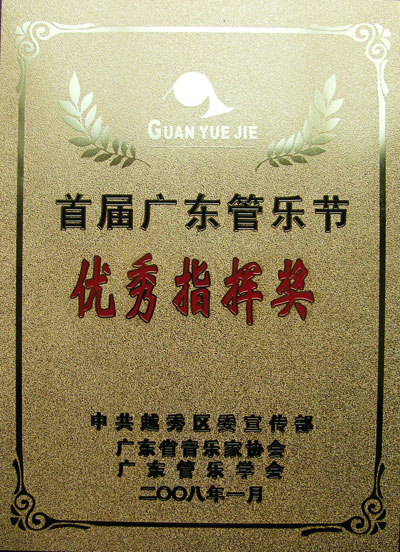 GUAN YUE JIE
首届广东管乐节
优秀指挥奖
中共越秀区委宣传部
广东省音乐家协会
广东管乐学会
二〇〇八年一月